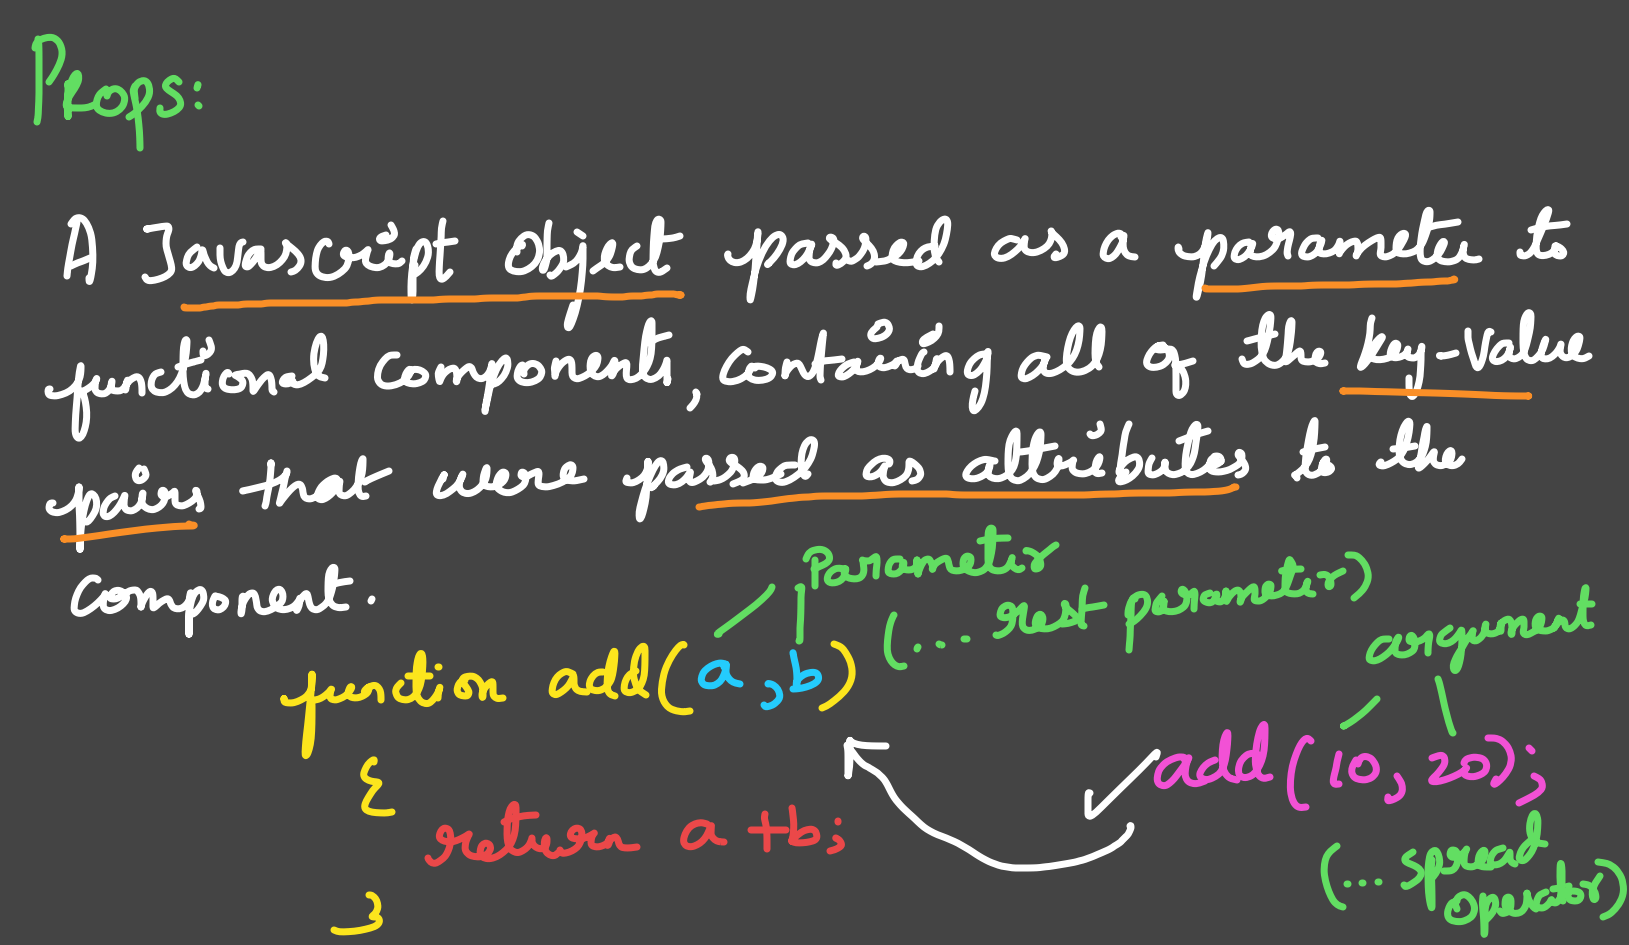 Props:
A Javascript Object passed as a parameter to
functional components, containing all of the key-value
pairs that were passed as attributes to the
component.
Parameter
(... rest parameter)
argument
function add(a,b)
add(10, 20);
{
return a+b;
(... spread
operator)
}